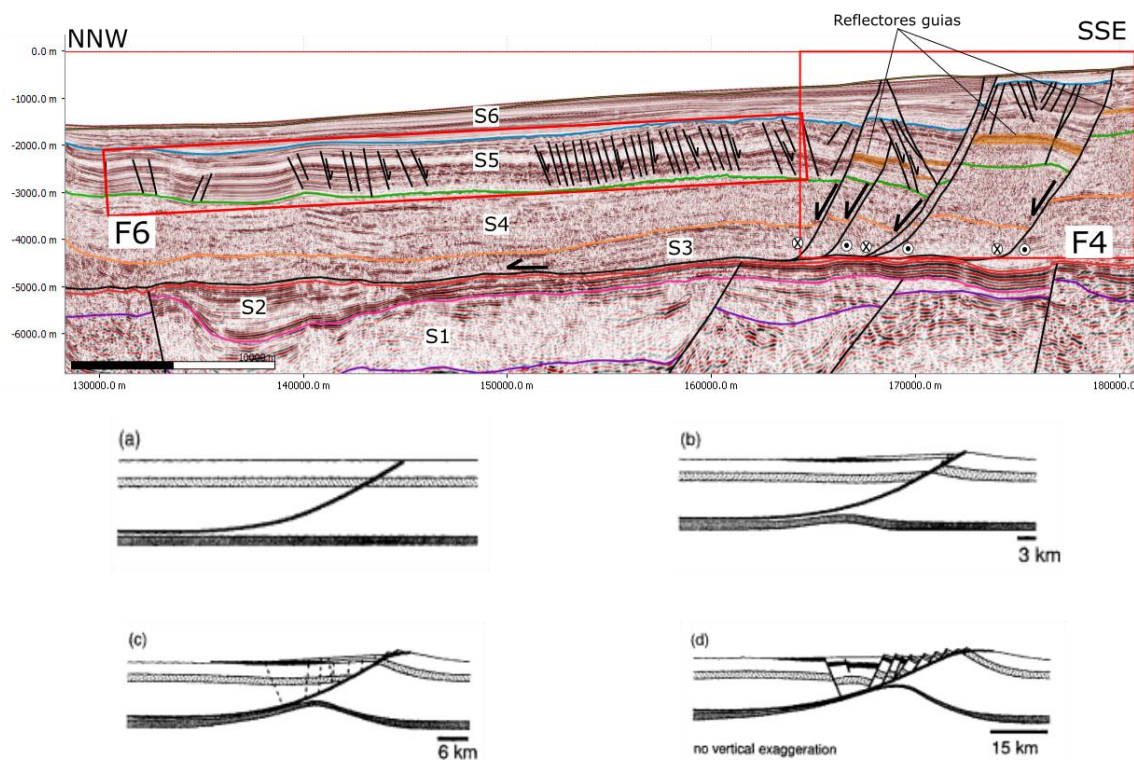 Reflectores guias
NNW
SSE
0.0 m
-1000.0 m
-2000.0 m
-3000.0 m
-4000.0 m
-5000.0 m
-6000.0 m
S6
S5
S4
S3
S2
S1
F6
F4
10000 m
130000.0 m 140000.0 m 150000.0 m 160000.0 m 170000.0 m 180000.0 m
(a)
(b)
3 km
(c)
6 km
(d)
no vertical exaggeration
15 km